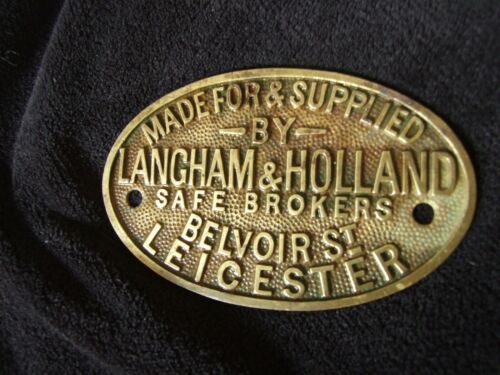 MADE FOR & SUPPLIED
-BY-
LANGHAM & HOLLAND
SAFE BROKERS
BELVOIR ST
LEICESTER